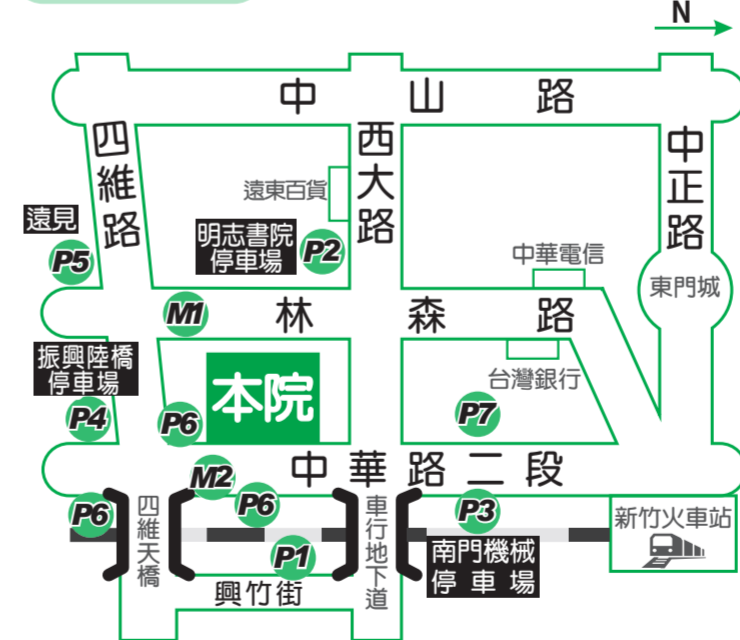 N
中山路
四維路
西大路
中正路
遠東百貨
遠見
明志書院
停車場
P2
P5
中華電信
東門城
M1
林森路
振興陸橋
停車場
本院
台灣銀行
P4
P6
P7
中華路二段
M2
P6
P6
P3
四維天橋
車行地下道
新竹火車站
P1
南門機械
停車場
興竹街